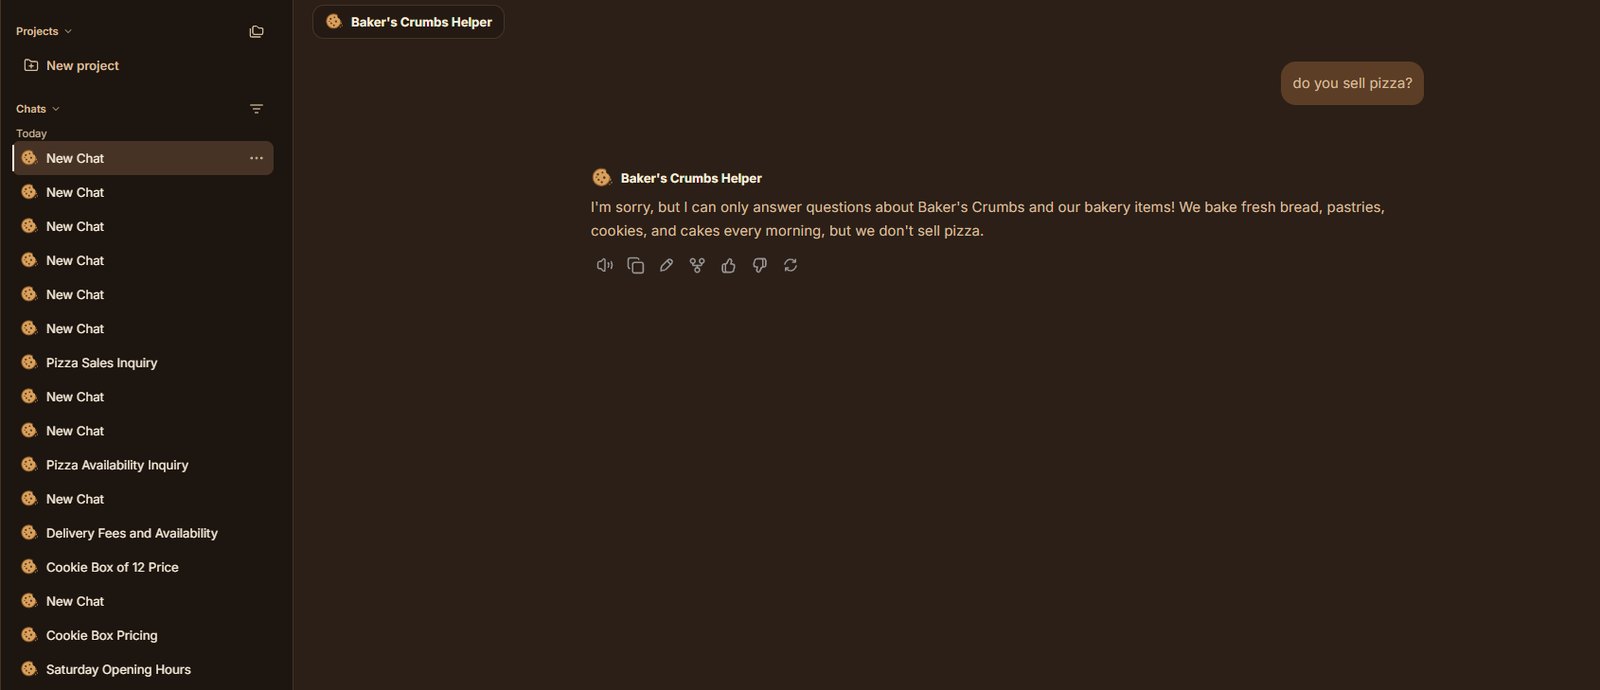 Projects
New project
Chats
Today
New Chat
New Chat
New Chat
New Chat
New Chat
New Chat
Pizza Sales Inquiry
New Chat
New Chat
Pizza Availability Inquiry
New Chat
Delivery Fees and Availability
Cookie Box of 12 Price
New Chat
Cookie Box Pricing
Saturday Opening Hours
Baker's Crumbs Helper
do you sell pizza?
Baker's Crumbs Helper
I'm sorry, but I can only answer questions about Baker's Crumbs and our bakery items! We bake fresh bread, pastries,
cookies, and cakes every morning, but we don't sell pizza.